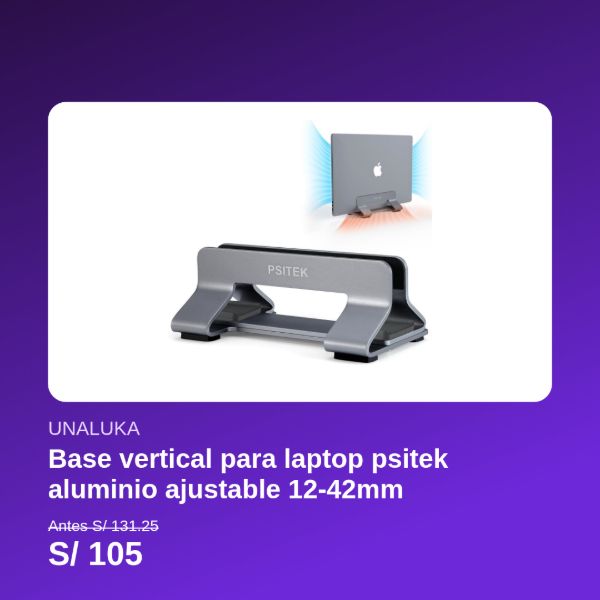 PSITEK
UNALUKA
Base vertical para laptop psitek
aluminio ajustable 12-42mm
Antes S/ 131.25
S/ 105